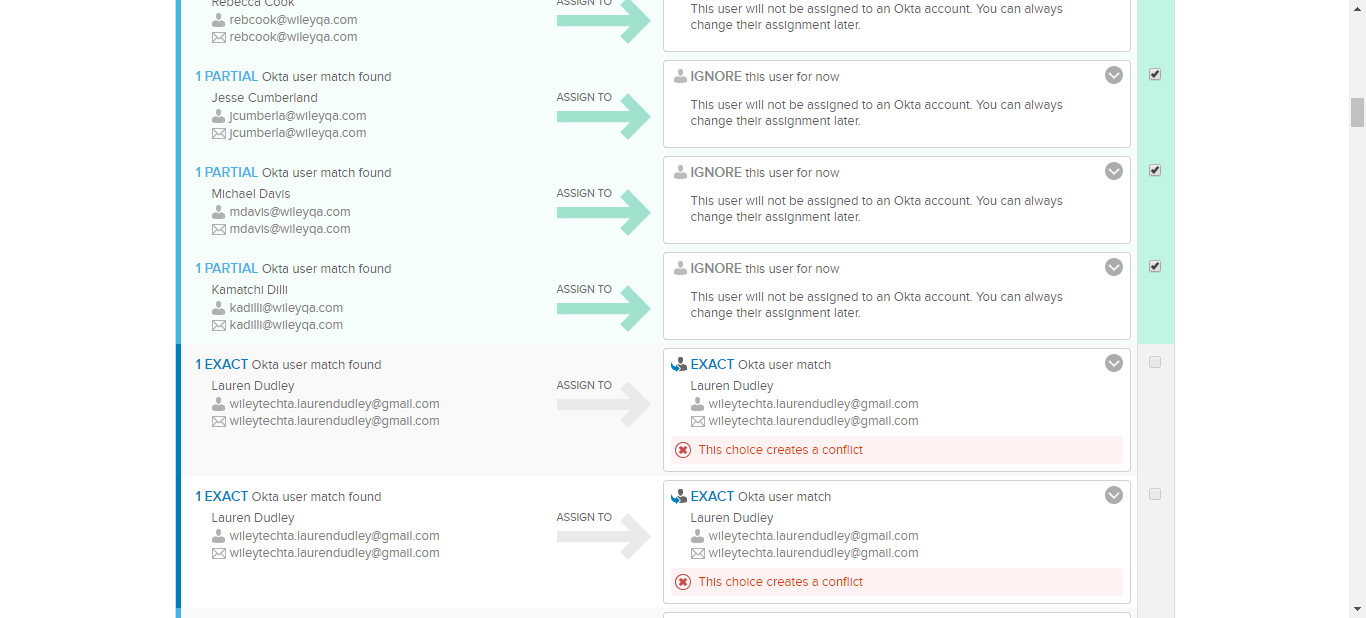 Rebecca Cook
ASSIGN TO
This user will not be assigned to an Okta account. You can always
rebcook@wileyqa.com
change their assignment later.
rebcook@wileyqa.com
1 PARTIAL Okta user match found
IGNORE this user for now
Jesse Cumberland
ASSIGN TO
This user will not be assigned to an Okta account. You can always
jcumberla@wileyqa.com
change their assignment later.
jcumberla@wileyqa.com
1 PARTIAL Okta user match found
IGNORE this user for now
Michael Davis
ASSIGN TO
This user will not be assigned to an Okta account. You can always
mdavis@wileyqa.com
change their assignment later.
mdavis@wileyqa.com
1 PARTIAL Okta user match found
IGNORE this user for now
Kamatchi Dilli
ASSIGN TO
This user will not be assigned to an Okta account. You can always
kadilli@wileyqa.com
change their assignment later.
kadilli@wileyqa.com
1 EXACT Okta user match found
EXACT Okta user match
Lauren Dudley
ASSIGN TO
Lauren Dudley
wileytechta.laurendudley@gmail.com
wileytechta.laurendudley@gmail.com
wileytechta.laurendudley@gmail.com
wileytechta.laurendudley@gmail.com
This choice creates a conflict
1 EXACT Okta user match found
EXACT Okta user match
Lauren Dudley
ASSIGN TO
Lauren Dudley
wileytechta.laurendudley@gmail.com
wileytechta.laurendudley@gmail.com
wileytechta.laurendudley@gmail.com
wileytechta.laurendudley@gmail.com
This choice creates a conflict